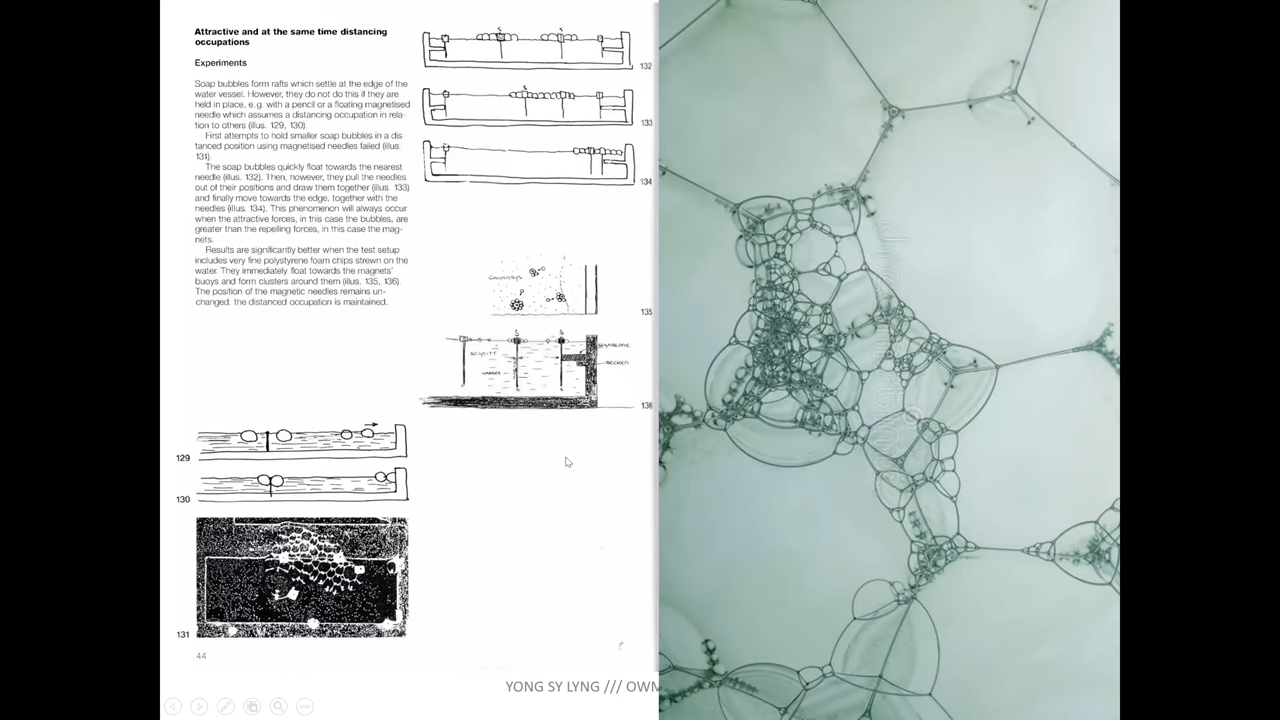 Attractive and at the same time distancing
occupations
Experiments
Soap bubbles form rafts which settle at the edge of the
water vessel. However, they do not do this if they are
held in place, e.g. with a pencil or a floating magnetised
needle which assumes a distancing occupation in rela-
tion to others (illus. 129, 130).
First attempts to hold smaller soap bubbles in a dis-
tanced position using magnetised needles failed (illus.
131).
The soap bubbles quickly float towards the nearest
needle (illus. 132). Then, however, they pull the needles
out of their positions and draw them together (illus. 133)
and finally move towards the edge, together with the
needles (illus. 134). This phenomenon will always occur
when the attractive forces, in this case the bubbles, are
greater than the repelling forces, in this case the mag-
nets.
Results are significantly better when the test setup
includes very fine polystyrene foam chips strewn on the
water. They immediately float towards the magnets'
buoys and form clusters around them (illus. 135, 136).
The position of the magnetic needles remains un-
changed, the distanced occupation is maintained.
129
130
131
44
S S
132
S
133
134
135
S S
SCHNITT
WASSER
BECKEN
136
YONG SY LYNG /// OWM